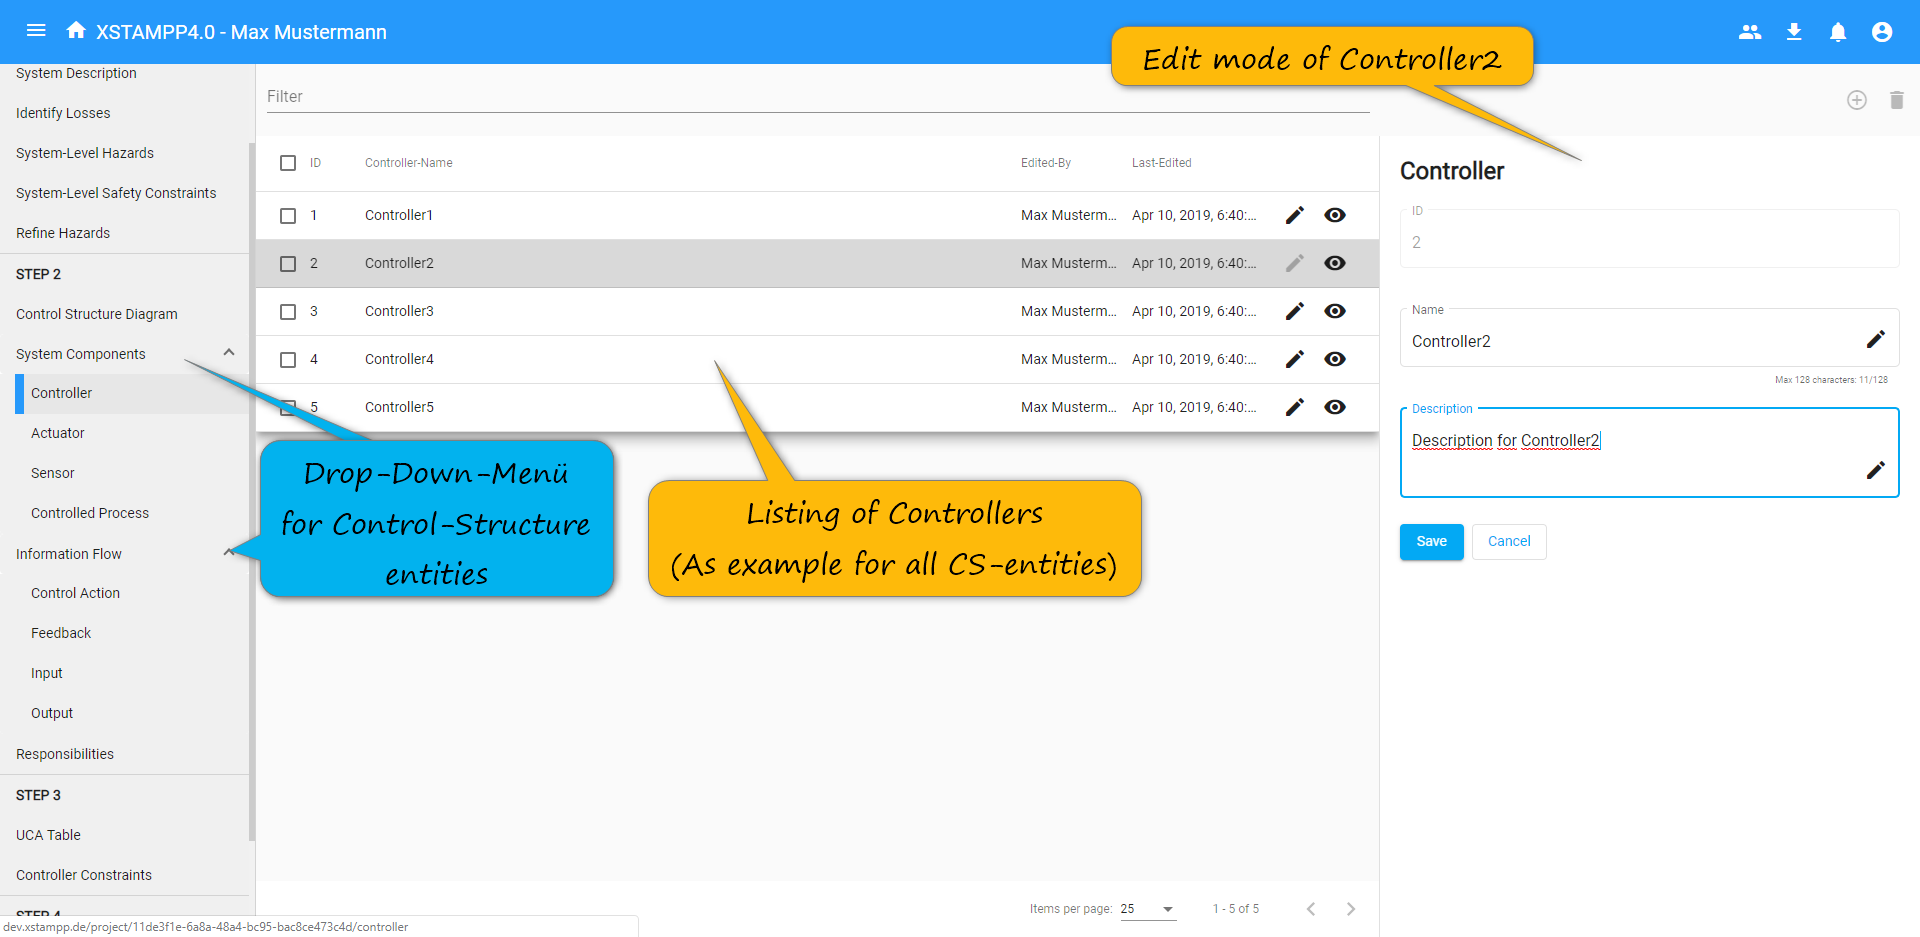 XSTAMPP4.0 - Max Mustermann
Edit mode of Controller2
System Description
Identify Losses
System-Level Hazards
System-Level Safety Constraints
Refine Hazards
STEP 2
Control Structure Diagram
System Components
Controller
Actuator
Sensor
Controlled Process
Information Flow
Control Action
Feedback
Input
Output
Responsibilities
STEP 3
UCA Table
Controller Constraints
STEP 4
dev.xstampp.de/project/11de3f1e-6a8a-48a4-bc95-bac8ce473c4d/controller
Filter
ID Controller-Name Edited-By Last-Edited
1 Controller1 Max Musterm... Apr 10, 2019, 6:40:...
2 Controller2 Max Musterm... Apr 10, 2019, 6:40:...
3 Controller3 Max Musterm... Apr 10, 2019, 6:40:...
4 Controller4 Max Musterm... Apr 10, 2019, 6:40:...
5 Controller5 Max Musterm... Apr 10, 2019, 6:40:...
Drop-Down-Menü
for Control-Structure
entities
Listing of Controllers
(As example for all CS-entities)
Items per page: 25 1 - 5 of 5
Controller
ID
2
Name
Controller2
Max 128 characters: 11/128
Description
Description for Controller2
Save Cancel